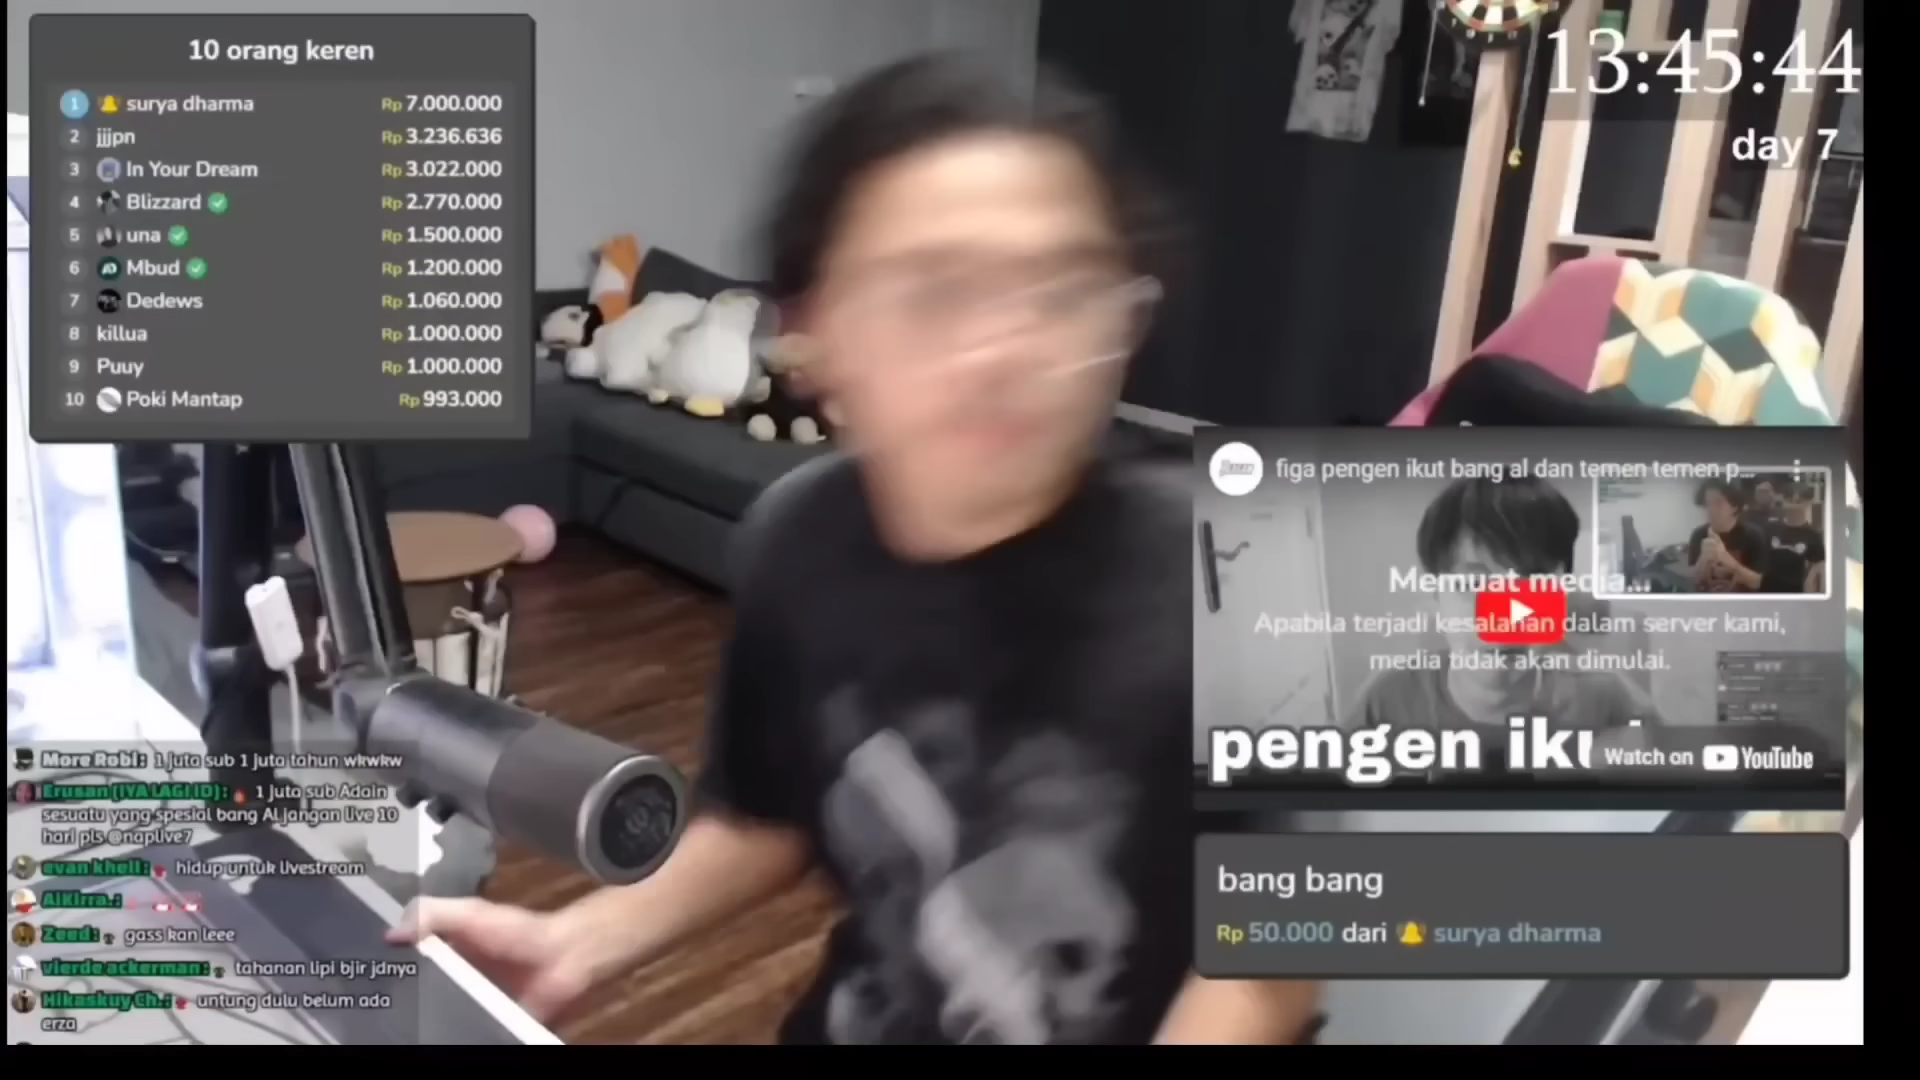 10 orang keren
1 surya dharma Rp 7.000.000
2 jjjpn Rp 3.236.636
3 In Your Dream Rp 3.022.000
4 Blizzard Rp 2.770.000
5 una Rp 1.500.000
6 Mbud Rp 1.200.000
7 Dedews Rp 1.060.000
8 killua Rp 1.000.000
9 Puuy Rp 1.000.000
10 Poki Mantap Rp 993.000
13:45:44
day 7
figa pengen ikut bang al dan temen temen p...
Memuat media...
Apabila terjadi kesalahan dalam server kami,
media tidak akan dimulai.
pengen iku
Watch on YouTube
bang bang
Rp 50.000 dari surya dharma
More Robi: 1 juta sub 1 juta tahun wkwkw
Erusan (IYA LAGI ID): 1 juta sub Adain
sesuatu yang spesial bang Al jangan live 10
hari pls @naplive7
evan kheli: hidup untuk livestream
AlKirra.:
Zeed: gass kan leee
vierde ackerman: tahanan lipi bjir jdnya
Hikaskuy Ch.: untung dulu belum ada
erza